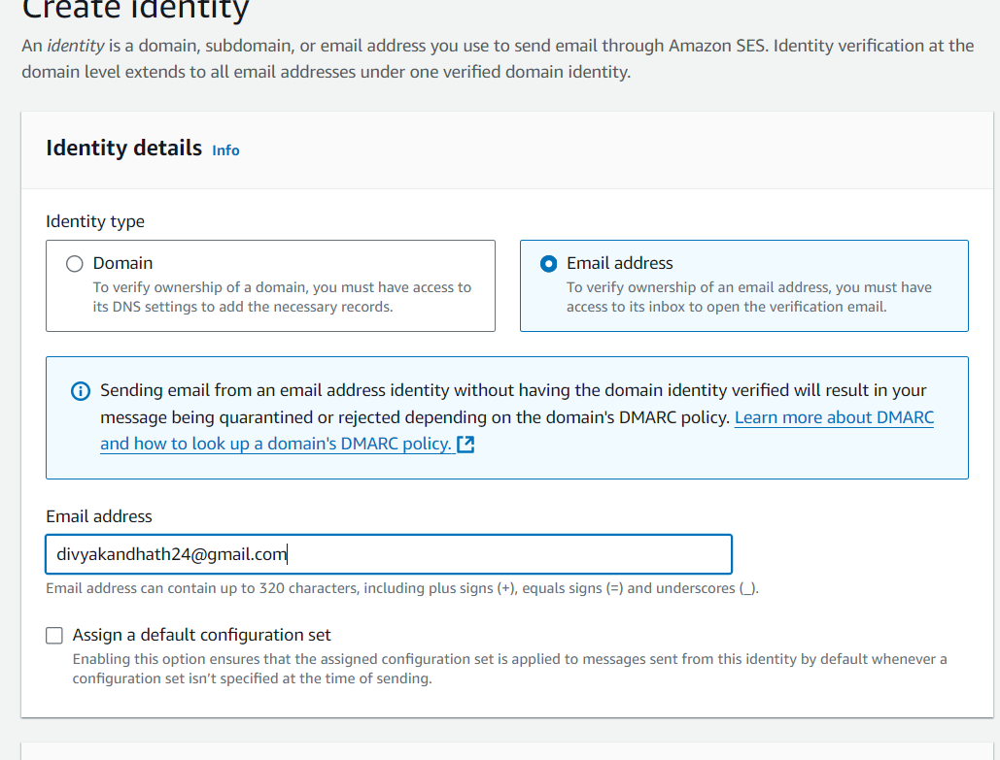 Create identity
An identity is a domain, subdomain, or email address you use to send email through Amazon SES. Identity verification at the
domain level extends to all email addresses under one verified domain identity.
Identity details Info
Identity type
Domain
To verify ownership of a domain, you must have access to
its DNS settings to add the necessary records.
Email address
To verify ownership of an email address, you must have
access to its inbox to open the verification email.
Sending email from an email address identity without having the domain identity verified will result in your
message being quarantined or rejected depending on the domain's DMARC policy. Learn more about DMARC
and how to look up a domain's DMARC policy.
Email address
divyakandhath24@gmail.com
Email address can contain up to 320 characters, including plus signs (+), equals signs (=) and underscores (_).
Assign a default configuration set
Enabling this option ensures that the assigned configuration set is applied to messages sent from this identity by default whenever a
configuration set isn’t specified at the time of sending.